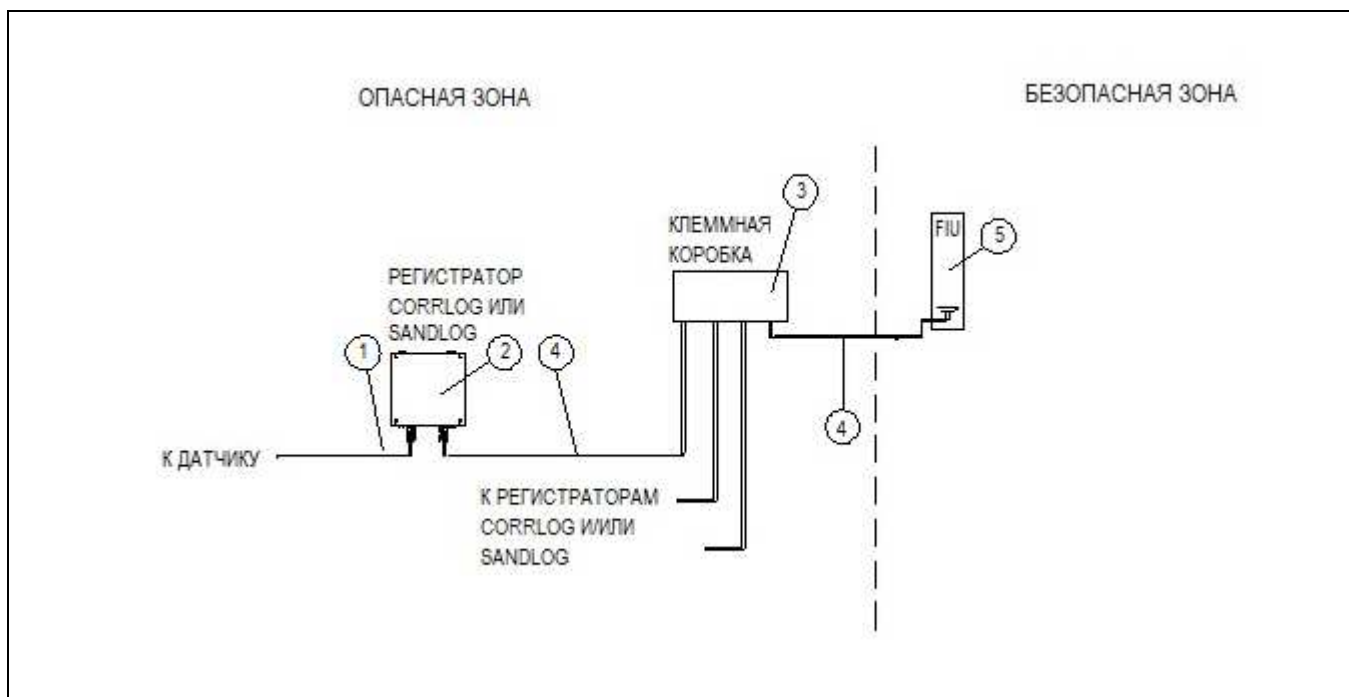 ОПАСНАЯ ЗОНА
БЕЗОПАСНАЯ ЗОНА
3
КЛЕММНАЯ
КОРОБКА
FIU
5
РЕГИСТРАТОР
CORRLOG ИЛИ
SANDLOG
1
2
4
4
К ДАТЧИКУ
К РЕГИСТРАТОРАМ
CORRLOG И/ИЛИ
SANDLOG